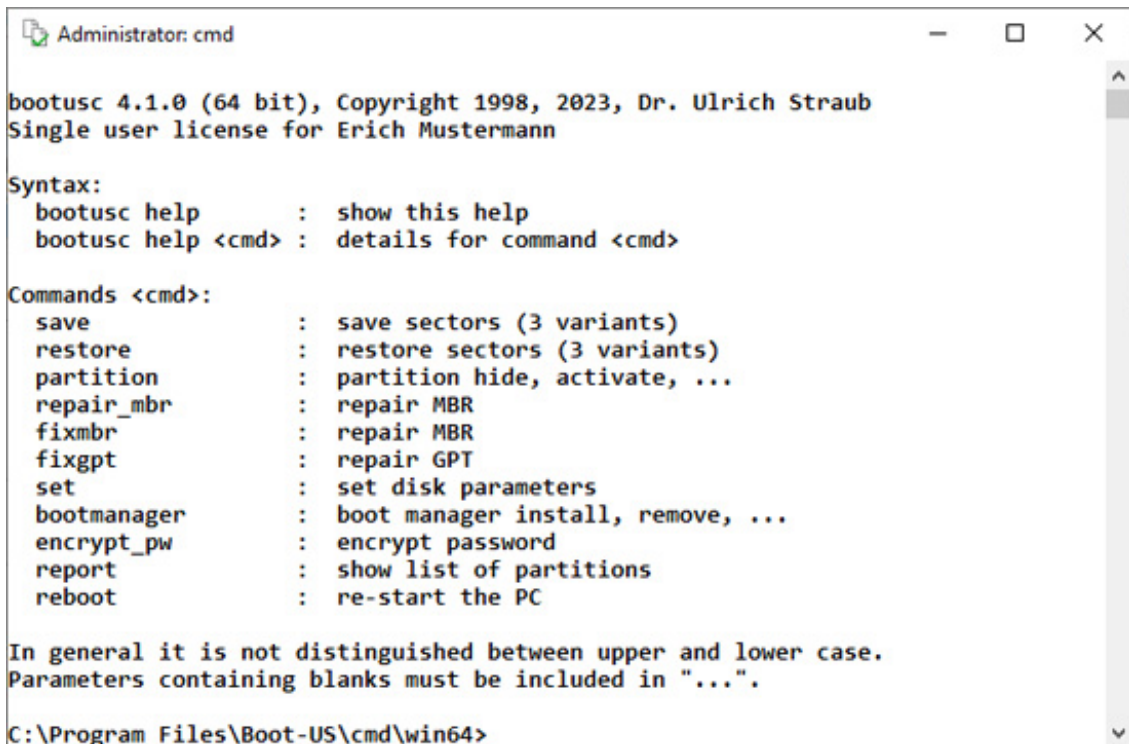 Administrator: cmd
bootusc 4.1.0 (64 bit), Copyright 1998, 2023, Dr. Ulrich Straub
Single user license for Erich Mustermann
Syntax:
bootusc help : show this help
bootusc help <cmd> : details for command <cmd>
Commands <cmd>:
save : save sectors (3 variants)
restore : restore sectors (3 variants)
partition : partition hide, activate, ...
repair_mbr : repair MBR
fixmbr : repair MBR
fixgpt : repair GPT
set : set disk parameters
bootmanager : boot manager install, remove, ...
encrypt_pw : encrypt password
report : show list of partitions
reboot : re-start the PC
In general it is not distinguished between upper and lower case.
Parameters containing blanks must be included in "...".
C:\Program Files\Boot-US\cmd\win64>